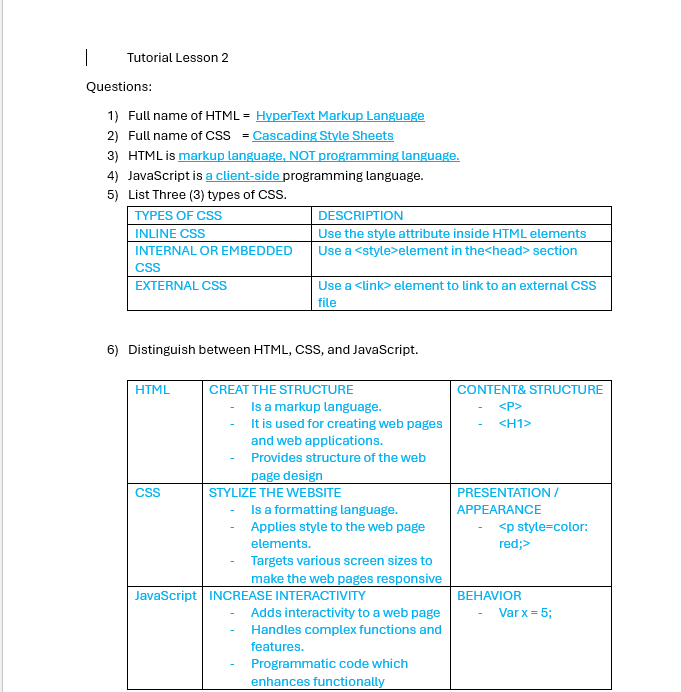 Tutorial Lesson 2
Questions:
1) Full name of HTML = HyperText Markup Language
2) Full name of CSS = Cascading Style Sheets
3) HTML is markup language, NOT programming language.
4) JavaScript is a client-side programming language.
5) List Three (3) types of CSS.
TYPES OF CSS DESCRIPTION
INLINE CSS Use the style attribute inside HTML elements
INTERNAL OR EMBEDDED
CSS
Use a <style>element in the<head> section
EXTERNAL CSS
Use a <link> element to link to an external CSS
file
6) Distinguish between HTML, CSS, and JavaScript.
HTML
CREAT THE STRUCTURE
- Is a markup language.
- It is used for creating web pages
and web applications.
- Provides structure of the web
page design
CONTENT& STRUCTURE
- <P>
- <H1>
CSS
STYLIZE THE WEBSITE
- Is a formatting language.
- Applies style to the web page
elements.
- Targets various screen sizes to
make the web pages responsive
PRESENTATION /
APPEARANCE
- <p style=color:
red;>
JavaScript
INCREASE INTERACTIVITY
- Adds interactivity to a web page
- Handles complex functions and
features.
- Programmatic code which
enhances functionally
BEHAVIOR
- Var x = 5;